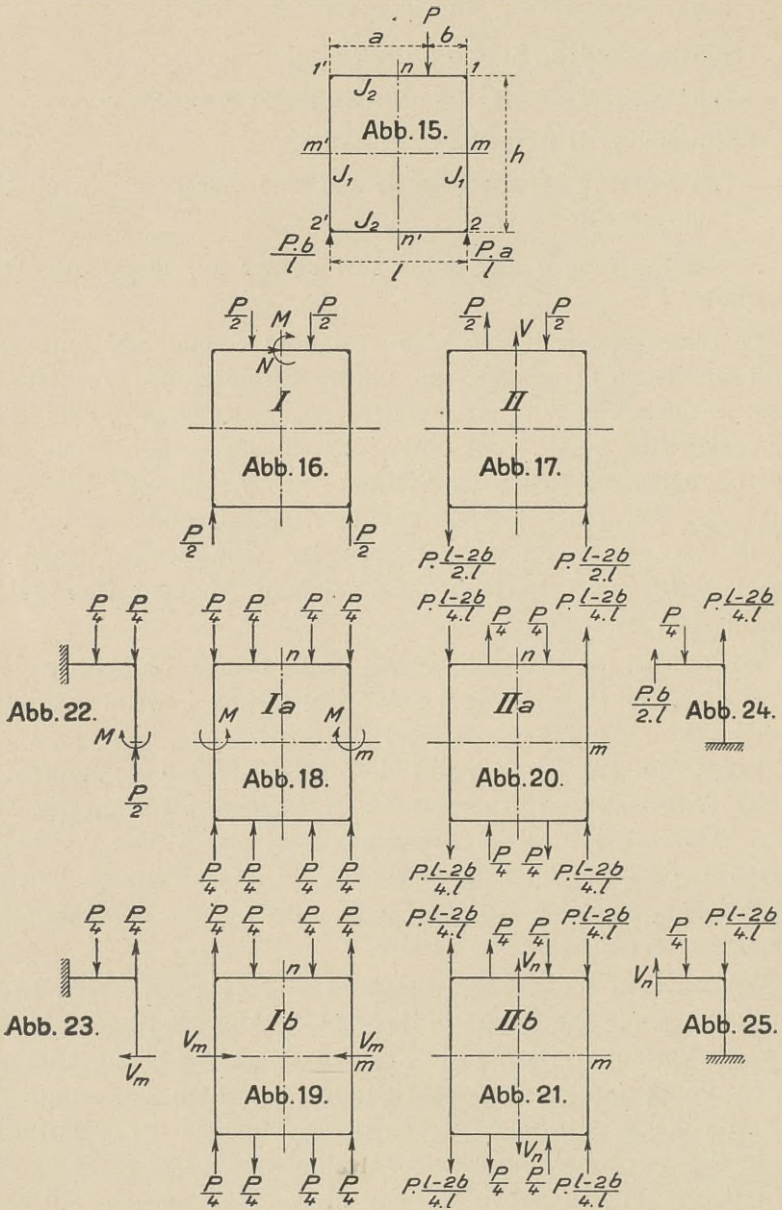 P
a b
1' n 1
J₂
Abb. 15.
m' m h
J₁ J₁
2' J₂ 2
n'
P.b/l P.a/l
l
P/2 M P/2 P/2 V P/2
N
I II
Abb. 16. Abb. 17.
P/2 P/2 P.(l-2b)/(2.l) P.(l-2b)/(2.l)
P/4 P/4 P/4 P/4 P/4 P/4 P.(l-2b)/(4.l) P/4 P/4 P.(l-2b)/(4.l) P/4 P.(l-2b)/(4.l)
n n
Abb. 22. Ia IIa P.b/(2.l) Abb. 24.
M M M m m
P/2 Abb. 18. Abb. 20.
P/4 P/4 P/4 P/4 P.(l-2b)/(4.l) P/4 P/4 P.(l-2b)/(4.l)
P/4 P/4 P/4 P/4 P/4 P/4 P.(l-2b)/(4.l) P/4 P/4 P.(l-2b)/(4.l) P/4 P.(l-2b)/(4.l)
n Vₙ Vₙ
Abb. 23. Ib IIb Abb. 25.
Vₘ Vₘ Vₘ m m
Abb. 19. Abb. 21.
Vₙ
P/4 P/4 P/4 P/4 P.(l-2b)/(4.l) P/4 P/4 P.(l-2b)/(4.l)